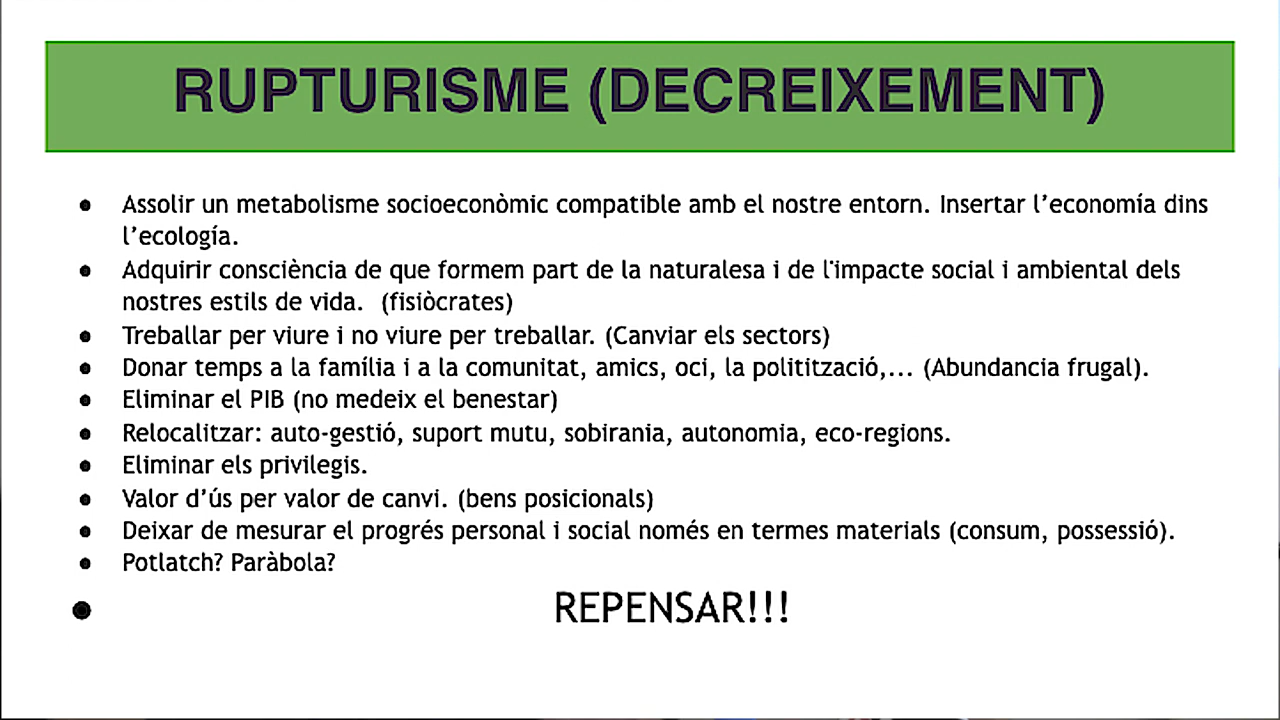 RUPTURISME (DECREIXEMENT)
● Assolir un metabolisme socioeconòmic compatible amb el nostre entorn. Insertar l’economía dins
l’ecología.
● Adquirir consciència de que formem part de la naturalesa i de l'impacte social i ambiental dels
nostres estils de vida. (fisiòcrates)
● Treballar per viure i no viure per treballar. (Canviar els sectors)
● Donar temps a la família i a la comunitat, amics, oci, la politització,... (Abundancia frugal).
● Eliminar el PIB (no medeix el benestar)
● Relocalitzar: auto-gestió, suport mutu, sobirania, autonomia, eco-regions.
● Eliminar els privilegis.
● Valor d’ús per valor de canvi. (bens posicionals)
● Deixar de mesurar el progrés personal i social només en termes materials (consum, possessió).
● Potlatch? Paràbola?
● REPENSAR!!!